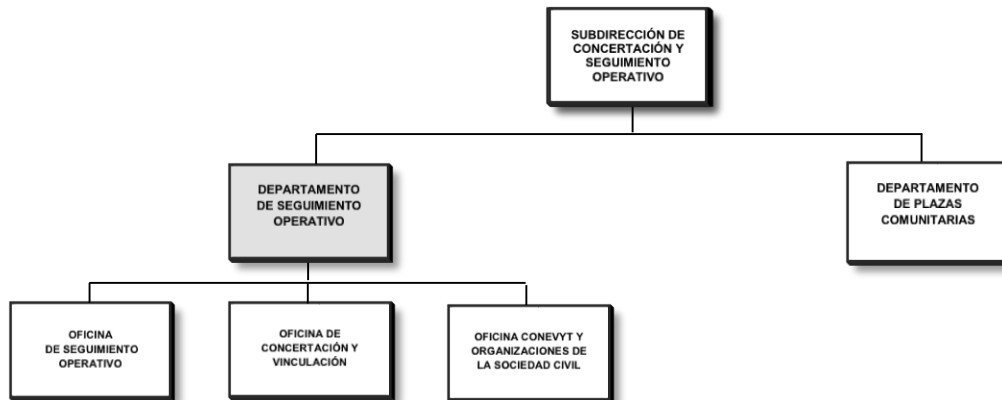 SUBDIRECCIÓN DE
CONCERTACIÓN Y
SEGUIMIENTO
OPERATIVO
DEPARTAMENTO
DE SEGUIMIENTO
OPERATIVO
DEPARTAMENTO
DE PLAZAS
COMUNITARIAS
OFICINA
DE SEGUIMIENTO
OPERATIVO
OFICINA DE
CONCERTACIÓN Y
VINCULACIÓN
OFICINA CONEVYT Y
ORGANIZACIONES DE
LA SOCIEDAD CIVIL